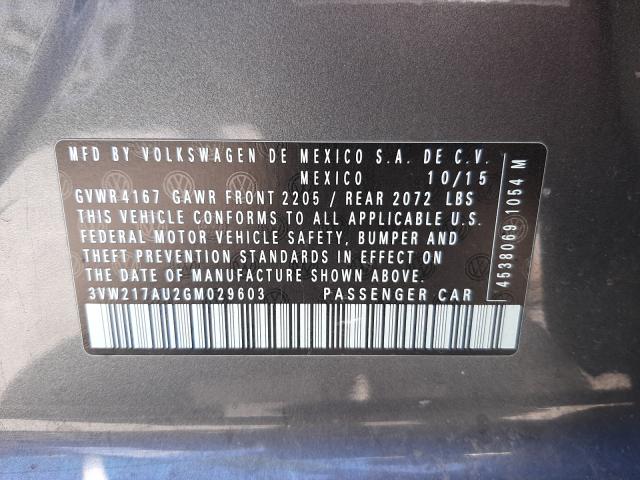 MFD BY VOLKSWAGEN DE MEXICO S.A. DE C.V.
MEXICO 10/15
GVWR 4167 GAWR FRONT 2205 / REAR 2072 LBS
THIS VEHICLE CONFORMS TO ALL APPLICABLE U.S.
FEDERAL MOTOR VEHICLE SAFETY, BUMPER AND
THEFT PREVENTION STANDARDS IN EFFECT ON
THE DATE OF MANUFACTURE SHOWN ABOVE.
3VW217AU2GM029603 PASSENGER CAR
4538069 1054 M